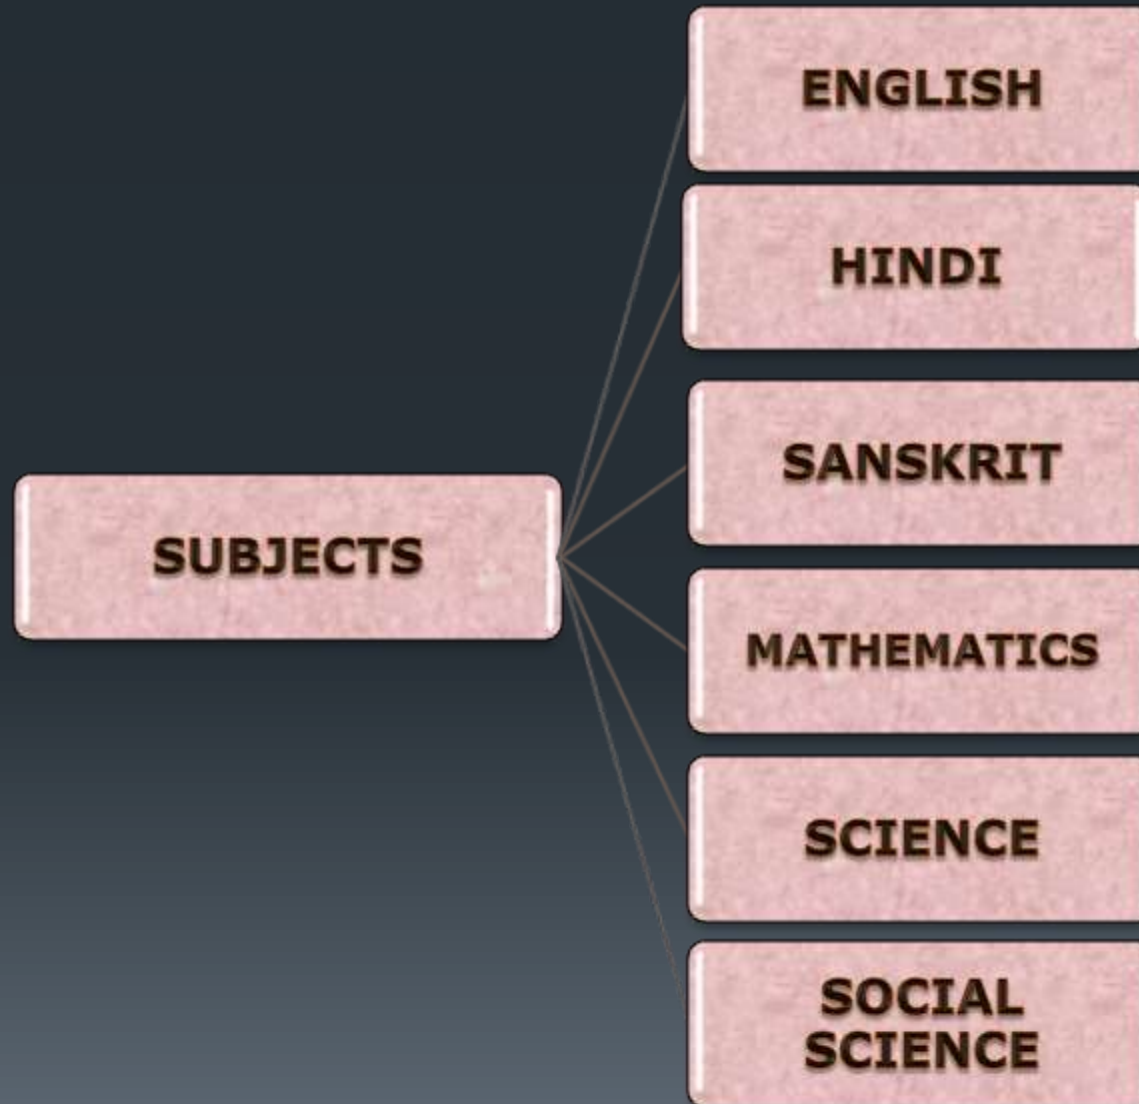 ENGLISH
HINDI
SANSKRIT
SUBJECTS
MATHEMATICS
SCIENCE
SOCIAL
SCIENCE